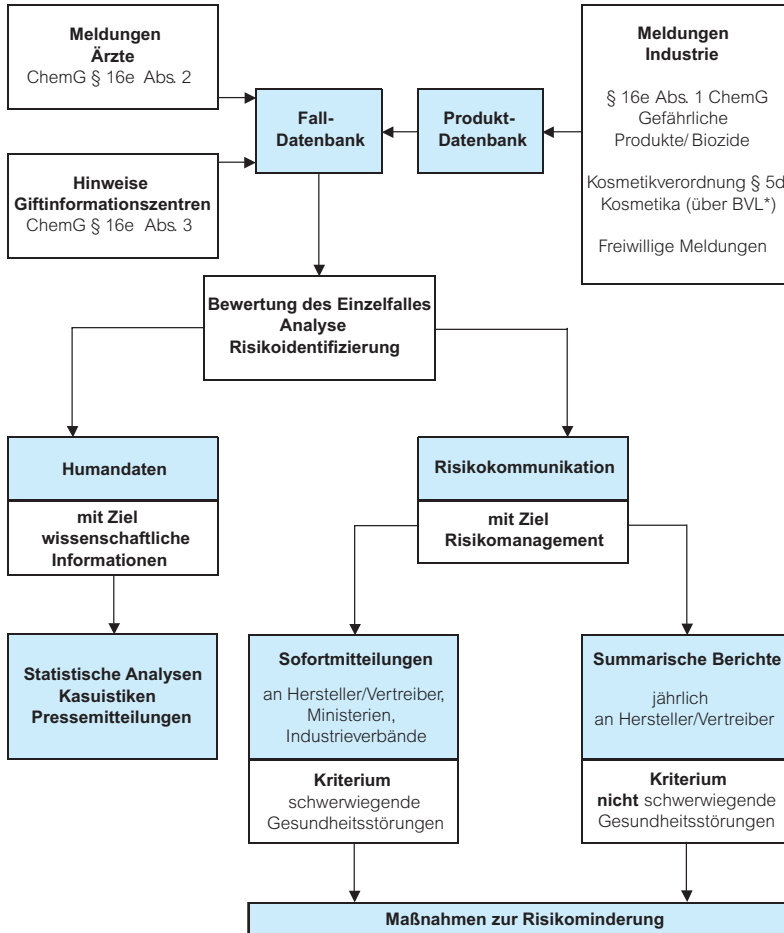 Meldungen
Ärzte
ChemG § 16e Abs. 2
Hinweise
Giftinformationszentren
ChemG § 16e Abs. 3
Fall-
Datenbank
Produkt-
Datenbank
Meldungen
Industrie
§ 16e Abs. 1 ChemG
Gefährliche
Produkte/ Biozide
Kosmetikverordnung § 5d
Kosmetika (über BVL*)
Freiwillige Meldungen
Bewertung des Einzelfalles
Analyse
Risikoidentifizierung
Humandaten
mit Ziel
wissenschaftliche
Informationen
Statistische Analysen
Kasuistiken
Pressemitteilungen
Risikokommunikation
mit Ziel
Risikomanagement
Sofortmitteilungen
an Hersteller/Vertreiber,
Ministerien,
Industrieverbände
Kriterium
schwerwiegende
Gesundheitsstörungen
Summarische Berichte
jährlich
an Hersteller/Vertreiber
Kriterium
nicht schwerwiegende
Gesundheitsstörungen
Maßnahmen zur Risikominderung